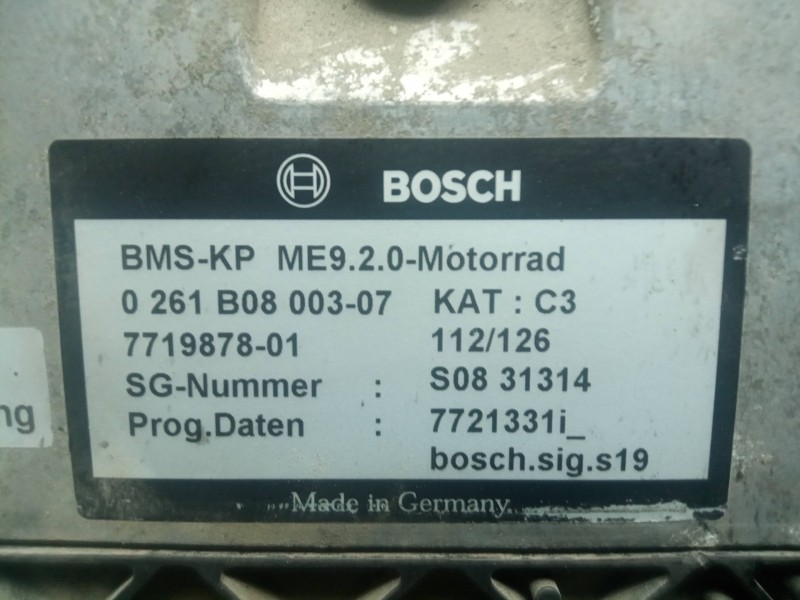 BOSCH
BMS-KP ME9.2.0-Motorrad
0 261 B08 003-07 KAT : C3
7719878-01 112/126
SG-Nummer : S08 31314
Prog.Daten : 7721331i_
bosch.sig.s19
Made in Germany
ng